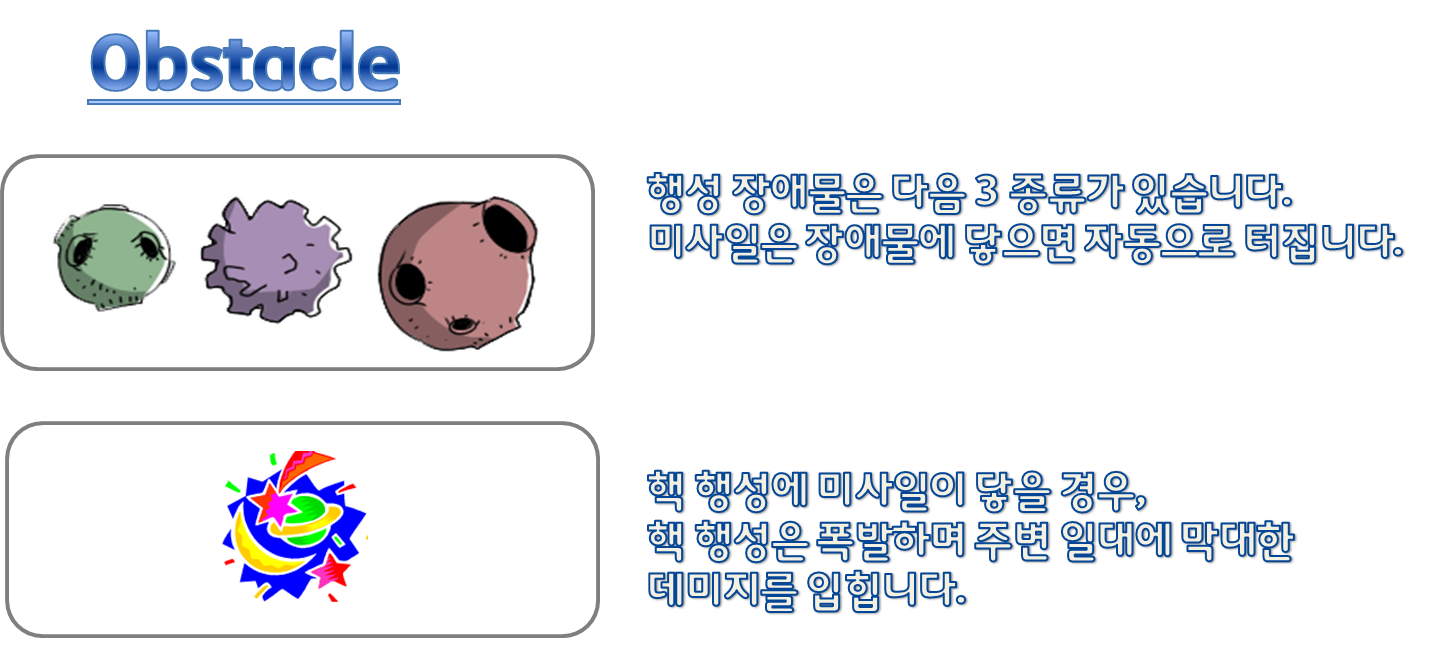 Obstacle
행성 장애물은 다음 3 종류가 있습니다.
미사일은 장애물에 닿으면 자동으로 터집니다.
핵 행성에 미사일이 닿을 경우,
핵 행성은 폭발하며 주변 일대에 막대한
데미지를 입힙니다.